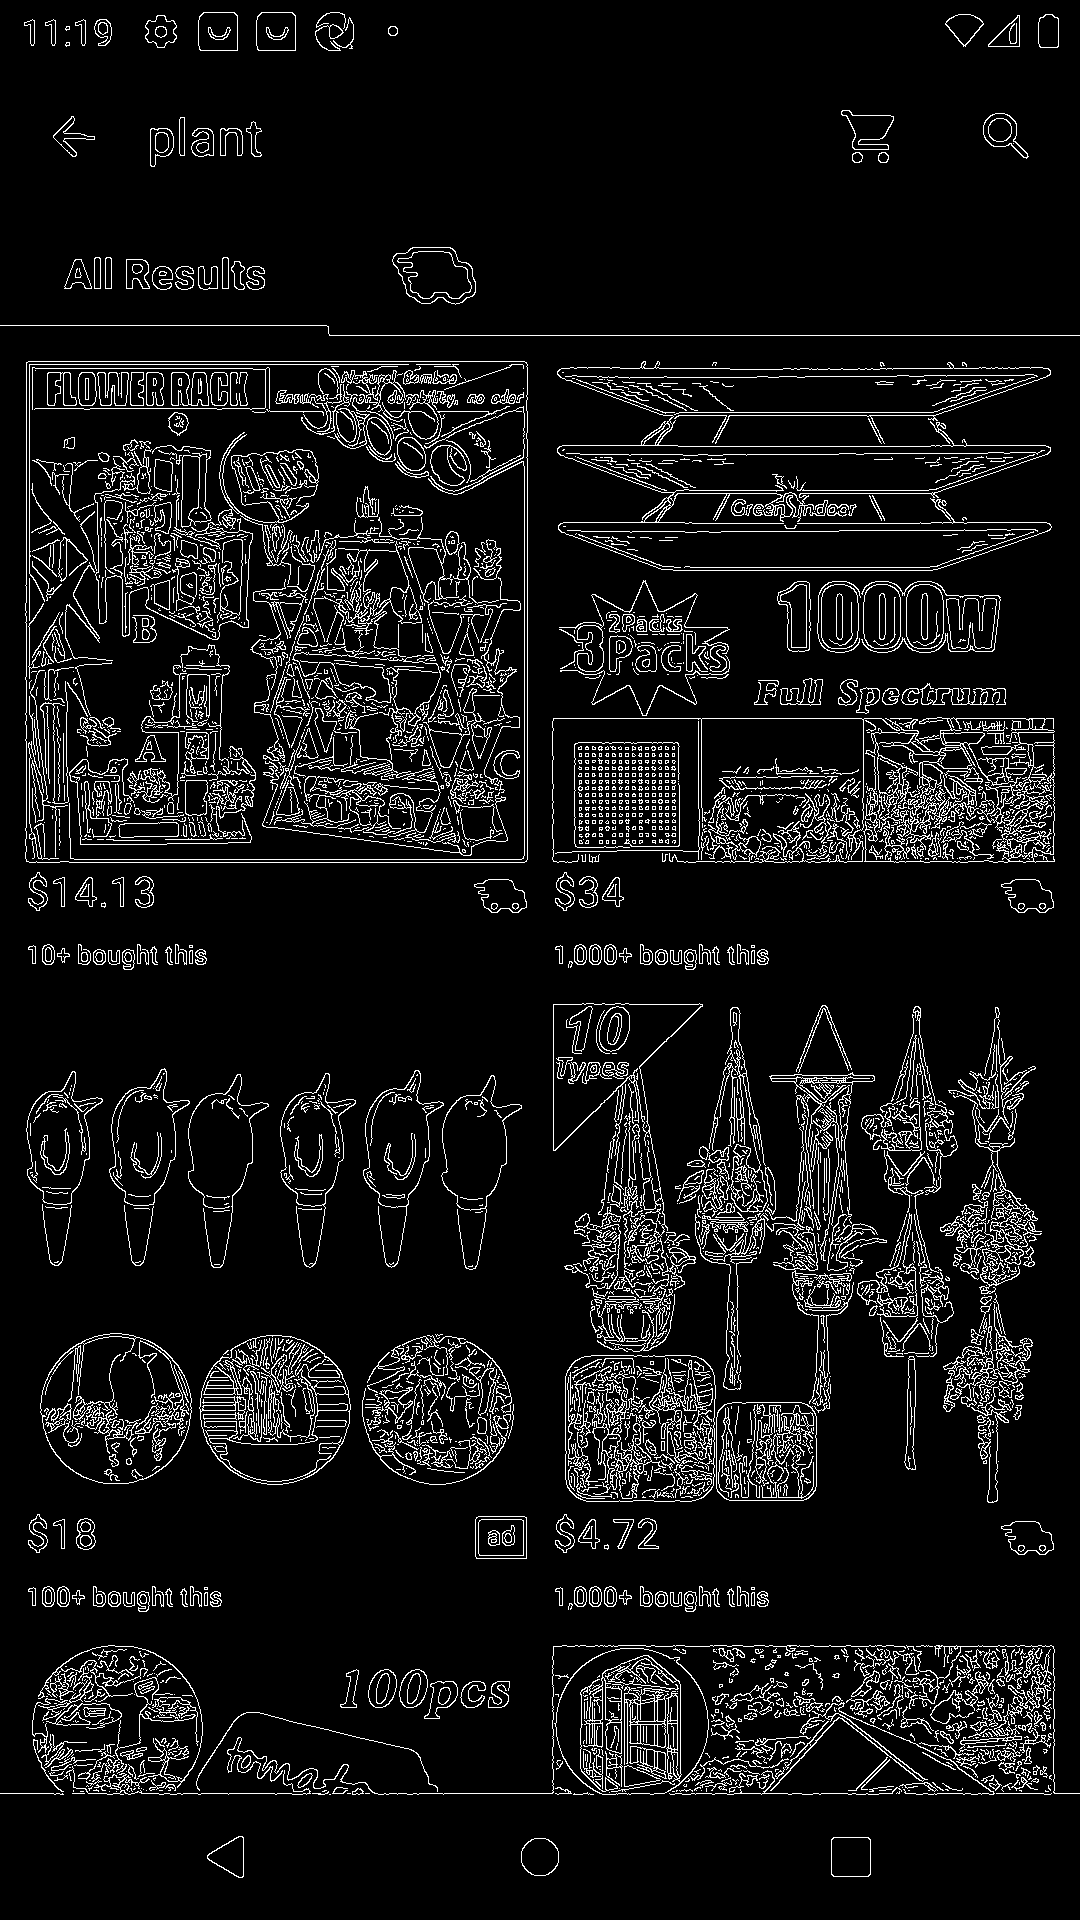 11:19
plant
All Results
FLOWER RACK
Natural Bamboo
Ensures strong durability, no odor
B
A
C
$14.13
10+ bought this
GreenSindoor
2Packs
3Packs
1000W
Full Spectrum
$34
1,000+ bought this
$18
ad
100+ bought this
10
Types
$4.72
1,000+ bought this
100pcs
tomato